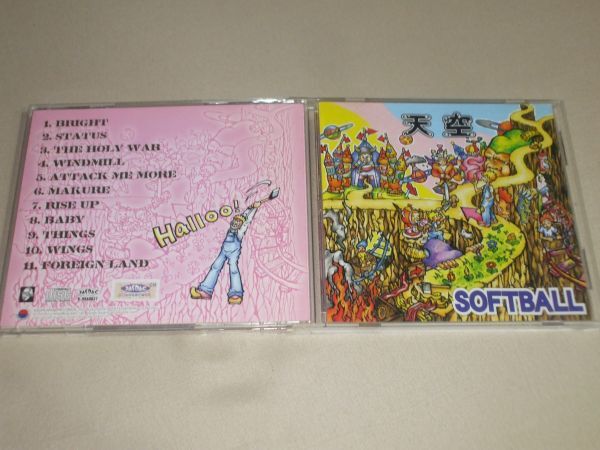 1. BRIGHT
2. STATUS
3. THE HOLY WAR
4. WINDMILL
5. ATTACK ME MORE
6. MAKURE
7. RISE UP
8. BABY
9. THINGS
10. WINGS
11. FOREIGN LAND
Halloo!
JASRAC
天空
SOFTBALL